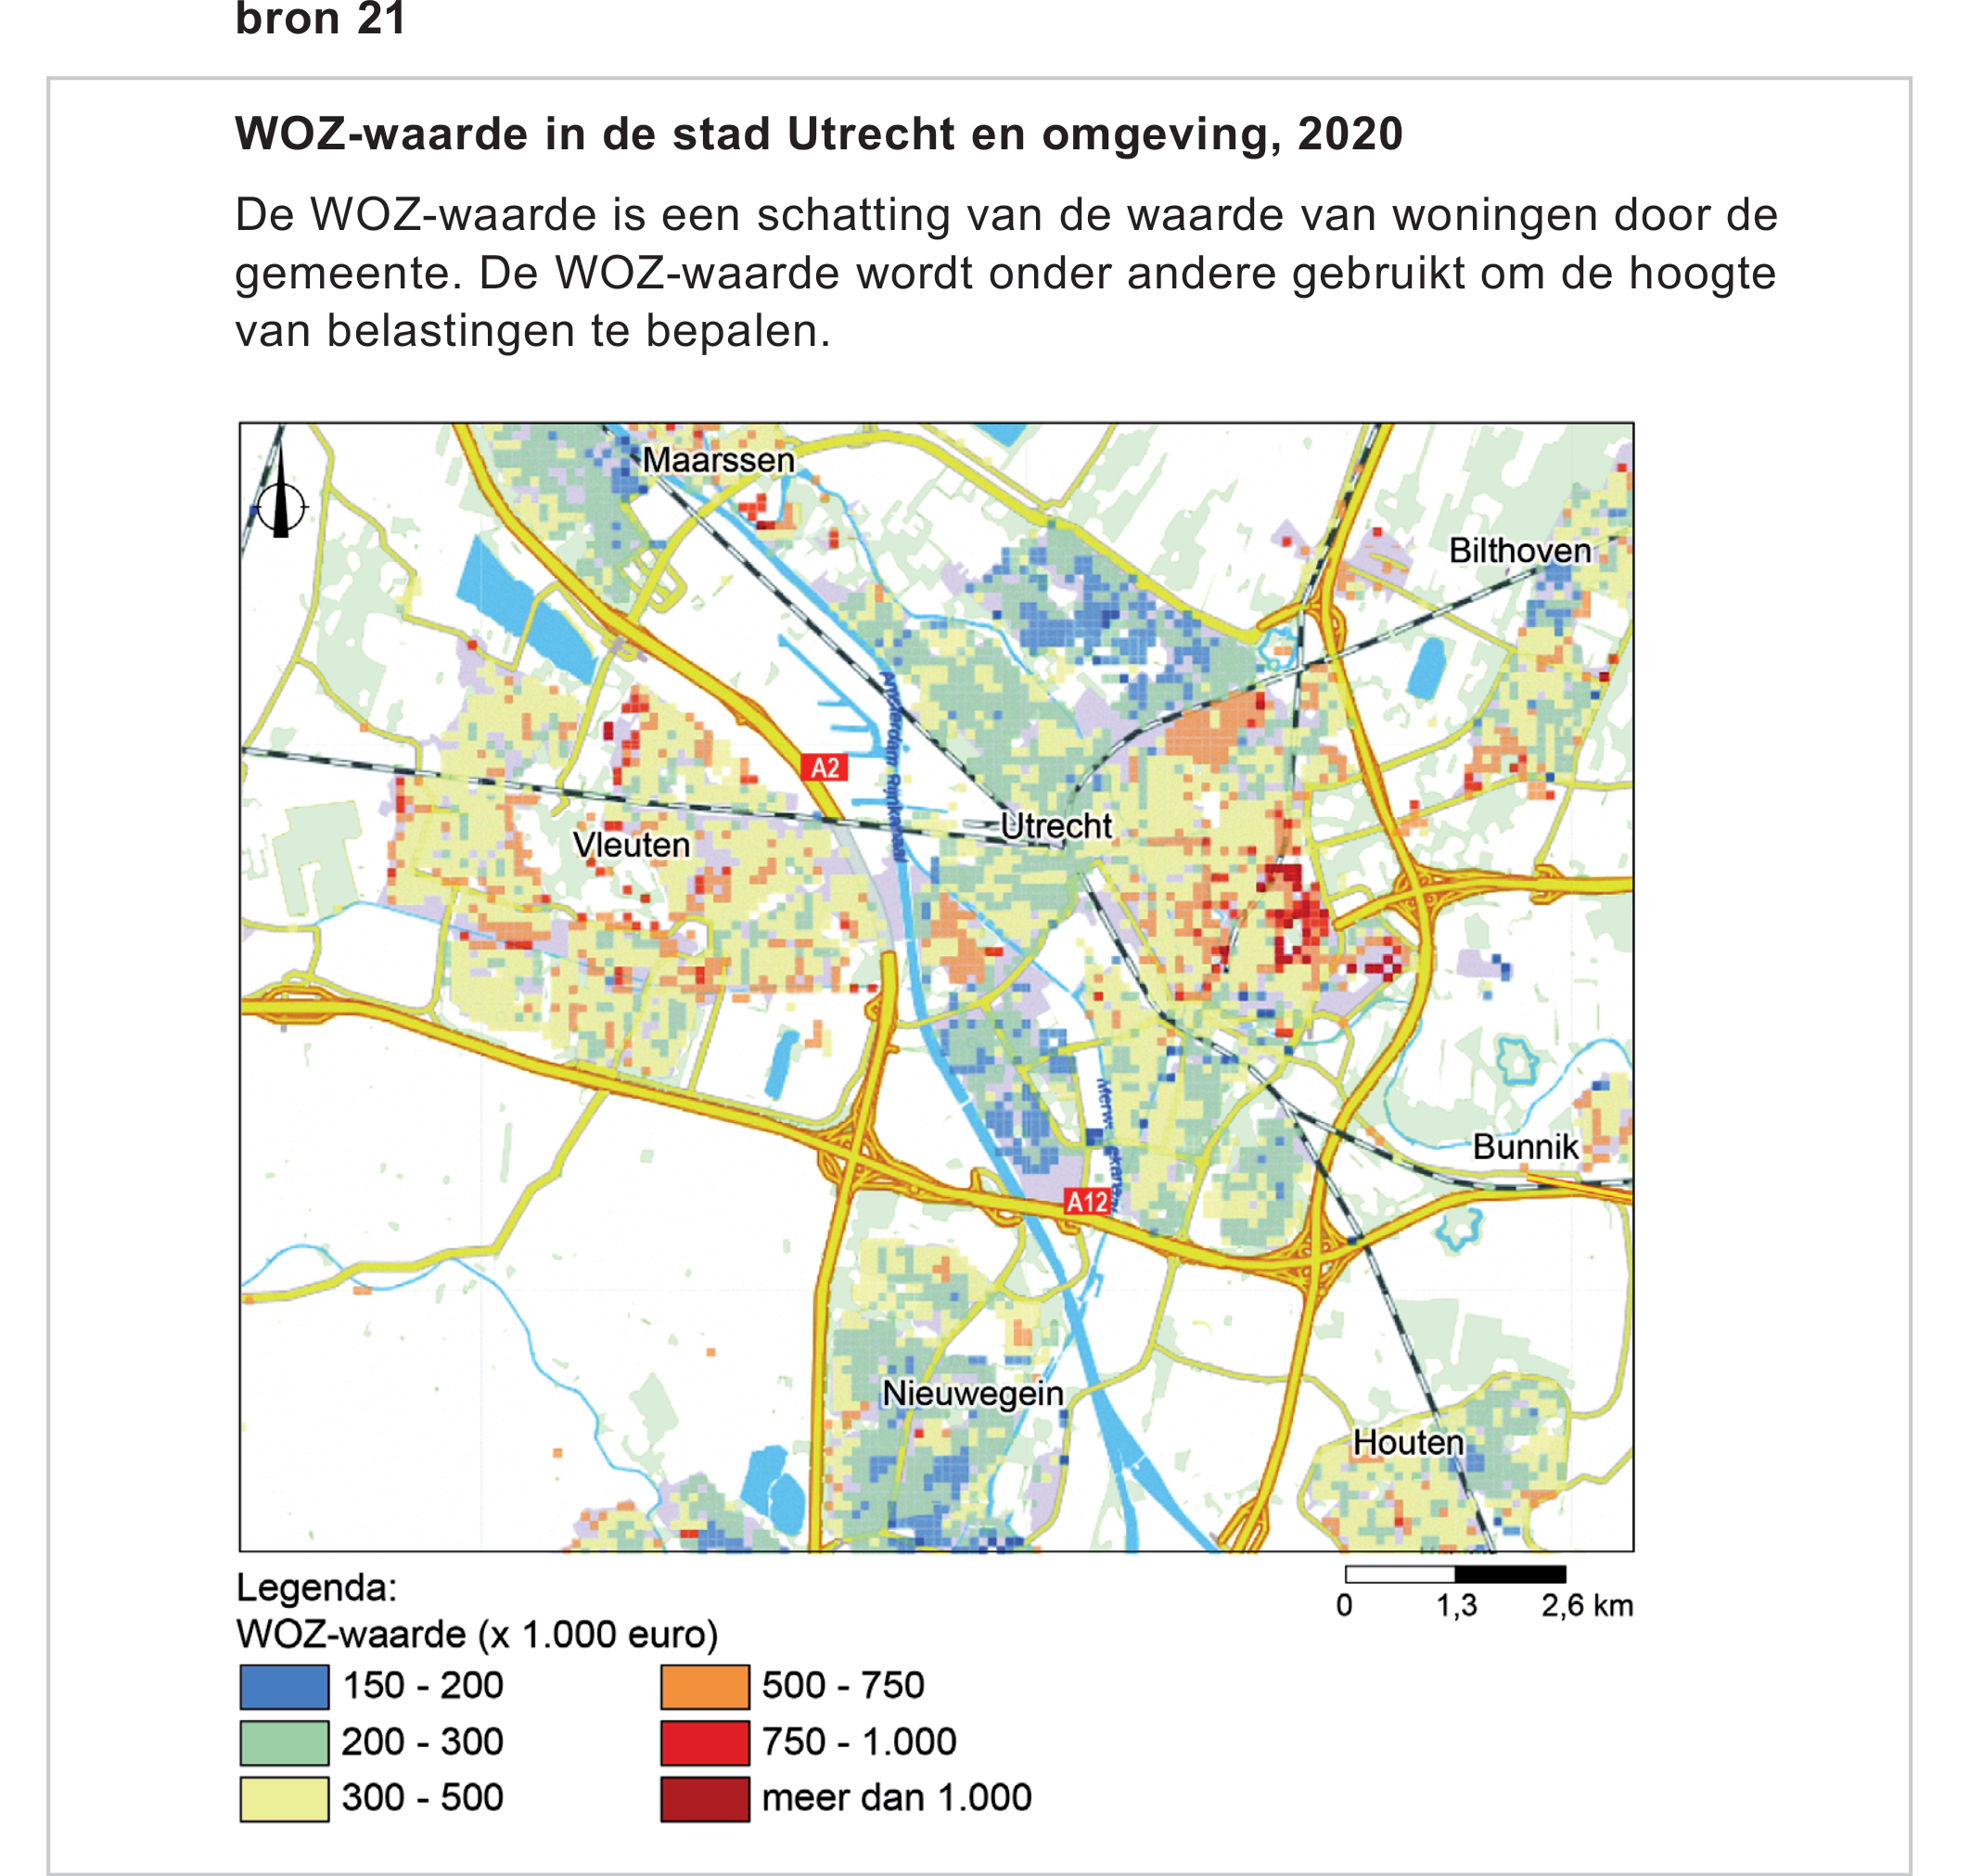 bron 21
WOZ-waarde in de stad Utrecht en omgeving, 2020
De WOZ-waarde is een schatting van de waarde van woningen door de
gemeente. De WOZ-waarde wordt onder andere gebruikt om de hoogte
van belastingen te bepalen.
Maarssen
Bilthoven
A2
Amsterdam Rijnkanaal
Utrecht
Vleuten
Merw kanaal
Bunnik
A12
Nieuwegein
Houten
Legenda:
0 1,3 2,6 km
WOZ-waarde (x 1.000 euro)
150 - 200
200 - 300
300 - 500
500 - 750
750 - 1.000
meer dan 1.000